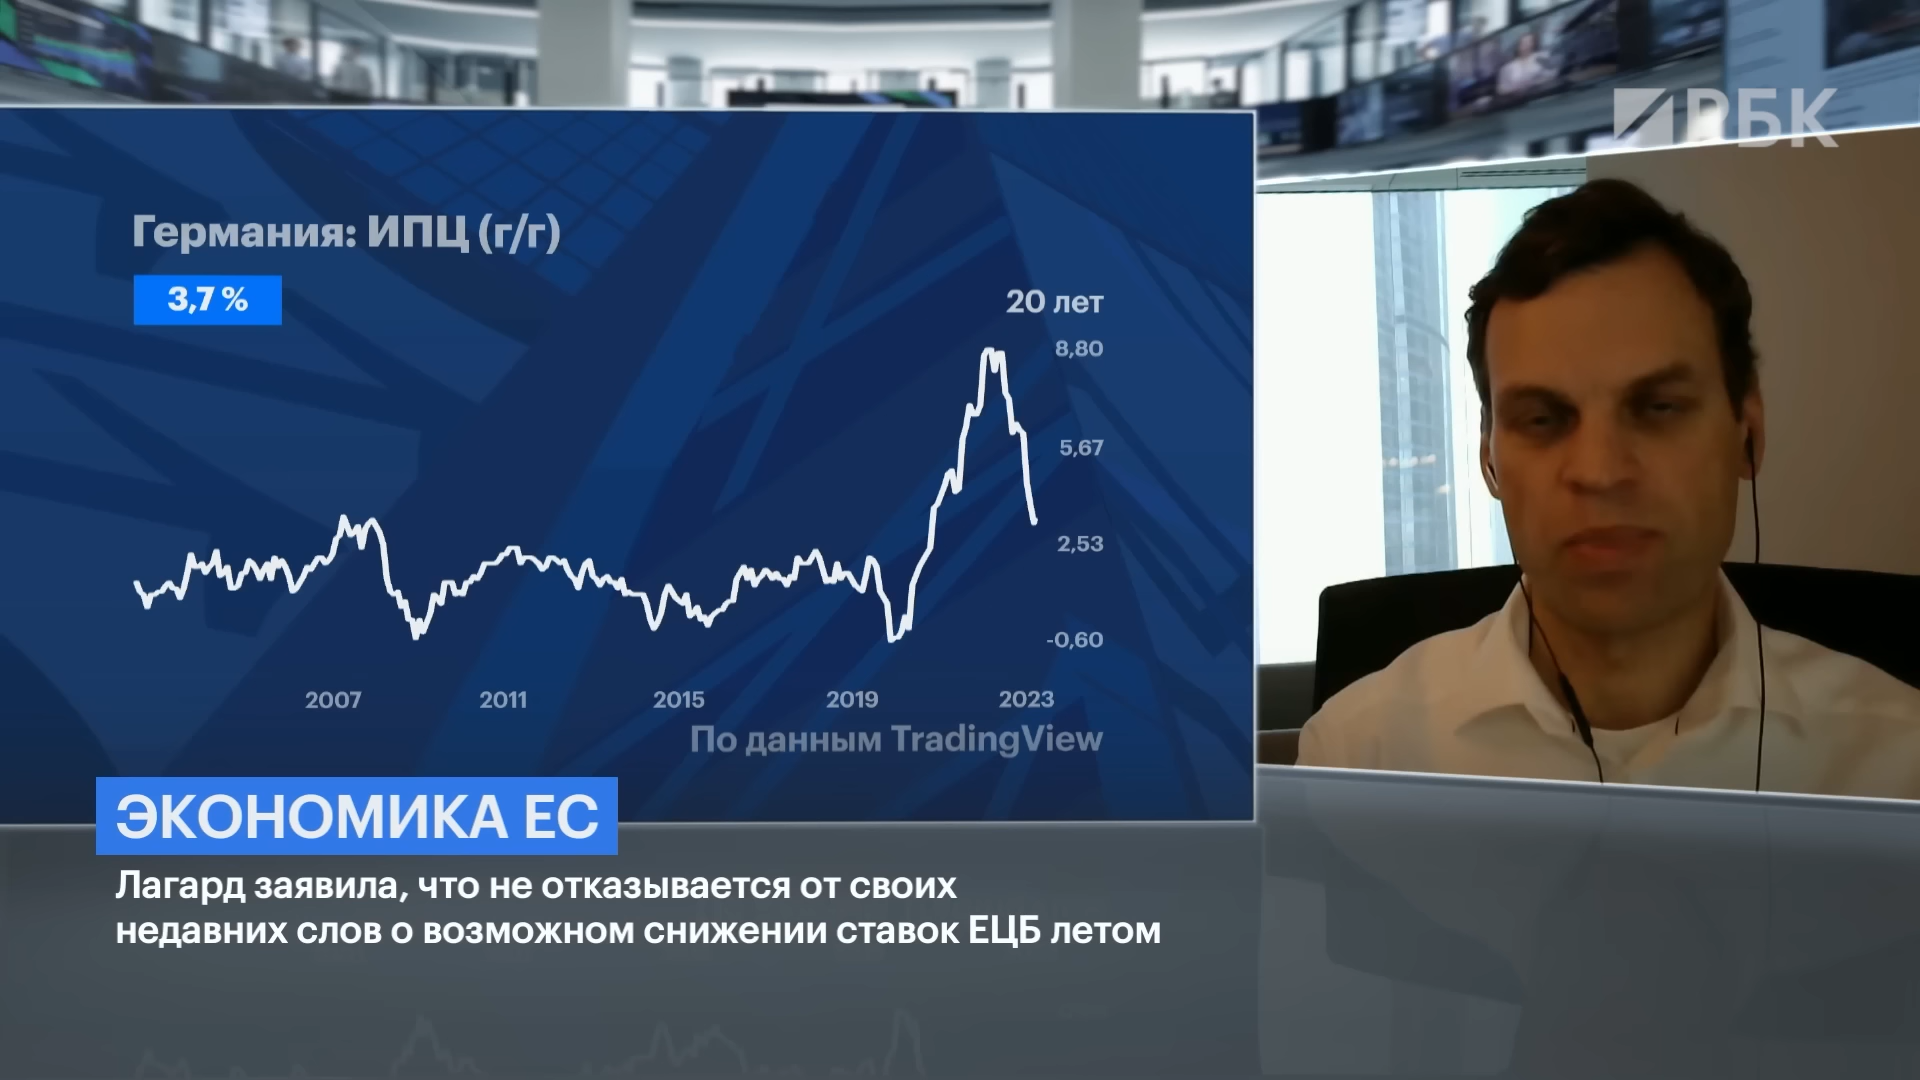 РБК
Германия: ИПЦ (г/г)
3,7 %
20 лет
8,80
5,67
2,53
-0,60
2007 2011 2015 2019 2023
По данным TradingView
ЭКОНОМИКА ЕС
Лагард заявила, что не отказывается от своих
недавних слов о возможном снижении ставок ЕЦБ летом